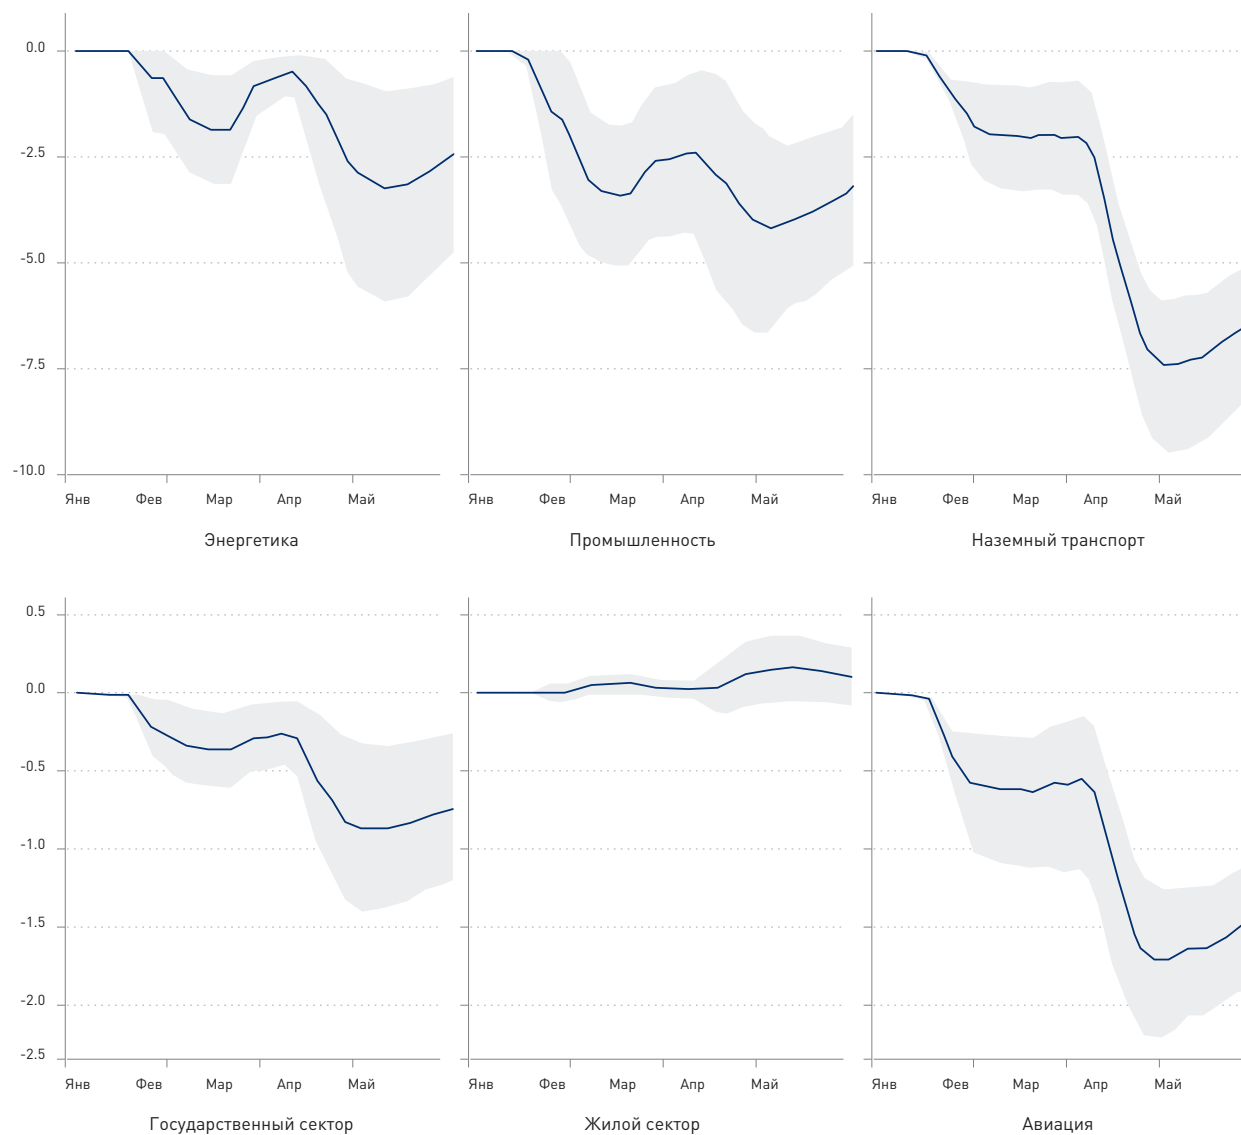 0.0
-2.5
-5.0
-7.5
-10.0
Янв Фев Мар Апр Май
Янв Фев Мар Апр Май
Янв Фев Мар Апр Май
Энергетика
Промышленность
Наземный транспорт
0.5
0.0
-0.5
-1.0
-1.5
-2.0
-2.5
Янв Фев Мар Апр Май
Янв Фев Мар Апр Май
Янв Фев Мар Апр Май
Государственный сектор
Жилой сектор
Авиация